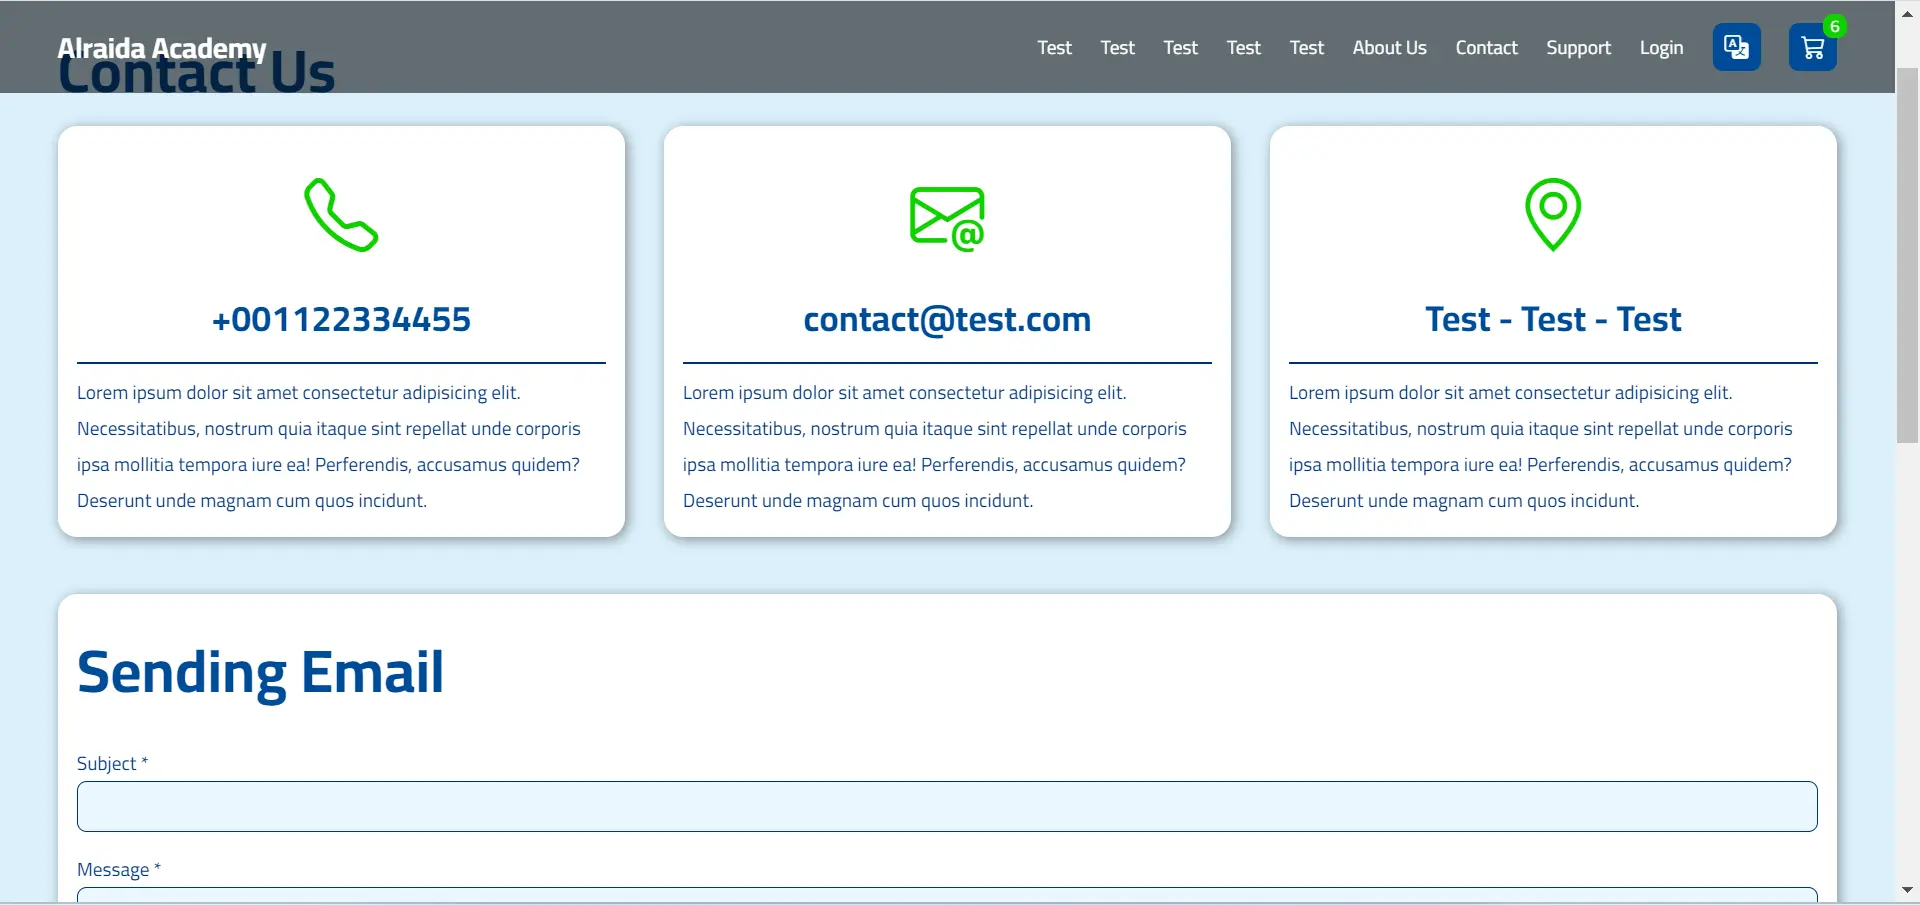 Alraida Academy
Test Test Test Test Test About Us Contact Support Login
6
Contact Us
+001122334455
Lorem ipsum dolor sit amet consectetur adipisicing elit.
Necessitatibus, nostrum quia itaque sint repellat unde corporis
ipsa mollitia tempora iure ea! Perferendis, accusamus quidem?
Deserunt unde magnam cum quos incidunt.
@
contact@test.com
Lorem ipsum dolor sit amet consectetur adipisicing elit.
Necessitatibus, nostrum quia itaque sint repellat unde corporis
ipsa mollitia tempora iure ea! Perferendis, accusamus quidem?
Deserunt unde magnam cum quos incidunt.
Test - Test - Test
Lorem ipsum dolor sit amet consectetur adipisicing elit.
Necessitatibus, nostrum quia itaque sint repellat unde corporis
ipsa mollitia tempora iure ea! Perferendis, accusamus quidem?
Deserunt unde magnam cum quos incidunt.
Sending Email
Subject *
Message *